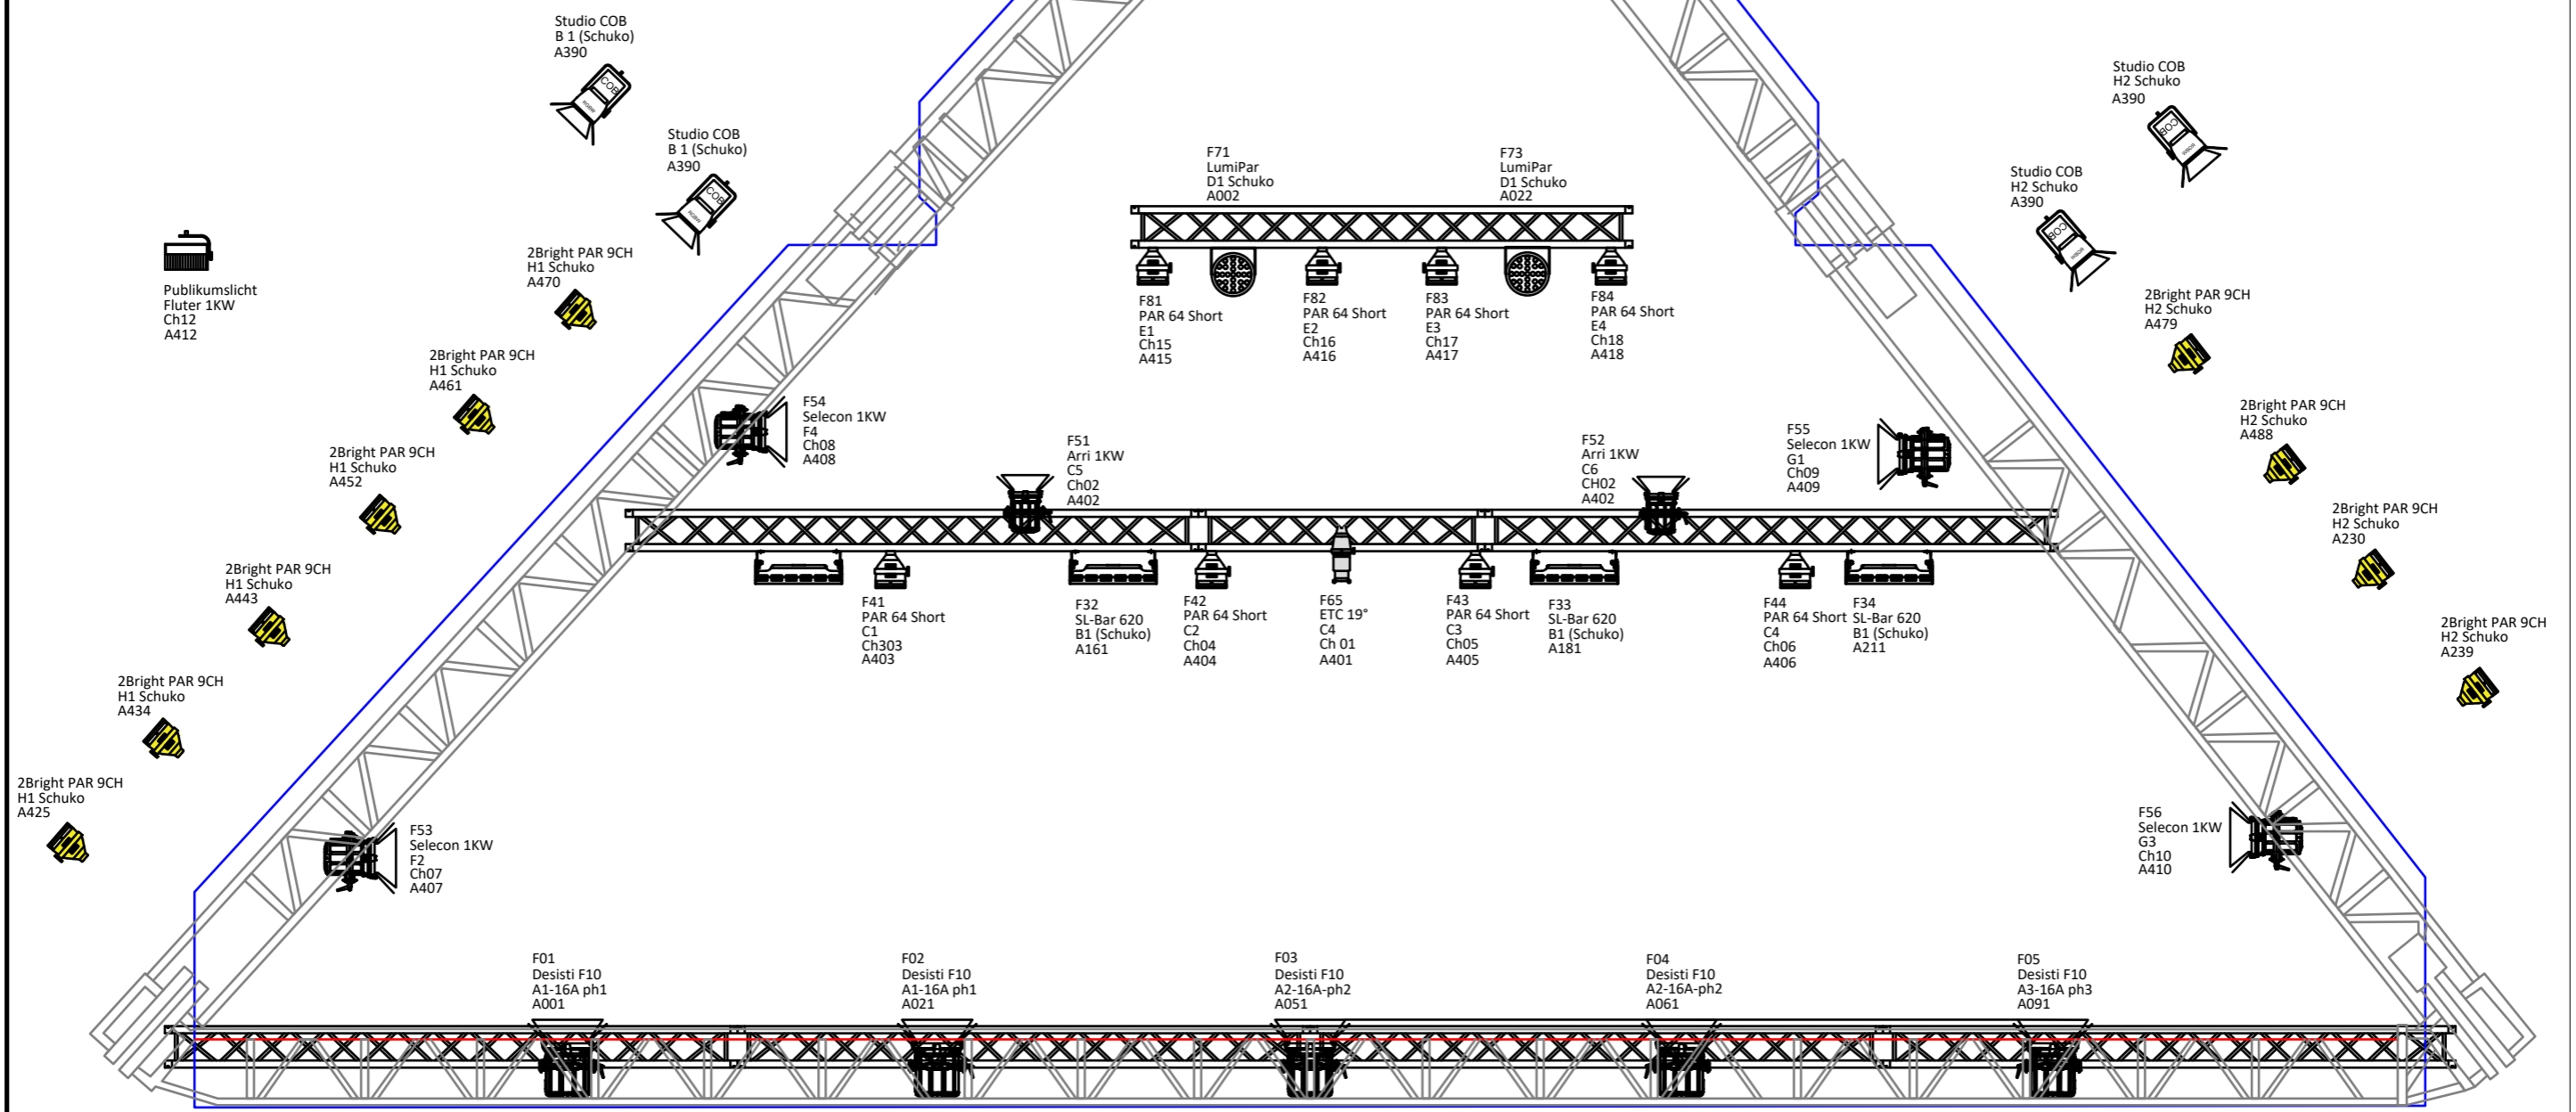 Studio COB
B 1 (Schuko)
A390
COB
RGBW
Studio COB
B 1 (Schuko)
A390
COB
RGBW
Studio COB
H2 Schuko
A390
COB
RGBW
Studio COB
H2 Schuko
A390
COB
RGBW
F71
LumiPar
D1 Schuko
A002
F73
LumiPar
D1 Schuko
A022
Publikumslicht
Fluter 1KW
Ch12
A412
2Bright PAR 9CH
H1 Schuko
A470
2Bright PAR 9CH
H1 Schuko
A461
2Bright PAR 9CH
H1 Schuko
A452
2Bright PAR 9CH
H1 Schuko
A443
2Bright PAR 9CH
H1 Schuko
A434
2Bright PAR 9CH
H1 Schuko
A425
F81
PAR 64 Short
E1
Ch15
A415
F82
PAR 64 Short
E2
Ch16
A416
F83
PAR 64 Short
E3
Ch17
A417
F84
PAR 64 Short
E4
Ch18
A418
2Bright PAR 9CH
H2 Schuko
A479
2Bright PAR 9CH
H2 Schuko
A488
2Bright PAR 9CH
H2 Schuko
A230
2Bright PAR 9CH
H2 Schuko
A239
F54
Selecon 1KW
F4
Ch08
A408
F51
Arri 1KW
C5
Ch02
A402
F52
Arri 1KW
C6
CH02
A402
F55
Selecon 1KW
G1
Ch09
A409
F41
PAR 64 Short
C1
Ch303
A403
F32
SL-Bar 620
B1 (Schuko)
A161
F42
PAR 64 Short
C2
Ch04
A404
F65
ETC 19°
C4
Ch 01
A401
F43
PAR 64 Short
C3
Ch05
A405
F33
SL-Bar 620
B1 (Schuko)
A181
F44
PAR 64 Short
C4
Ch06
A406
F34
SL-Bar 620
B1 (Schuko)
A211
F53
Selecon 1KW
F2
Ch07
A407
F56
Selecon 1KW
G3
Ch10
A410
F01
Desisti F10
A1-16A ph1
A001
F02
Desisti F10
A1-16A ph1
A021
F03
Desisti F10
A2-16A-ph2
A051
F04
Desisti F10
A2-16A-ph2
A061
F05
Desisti F10
A3-16A ph3
A091